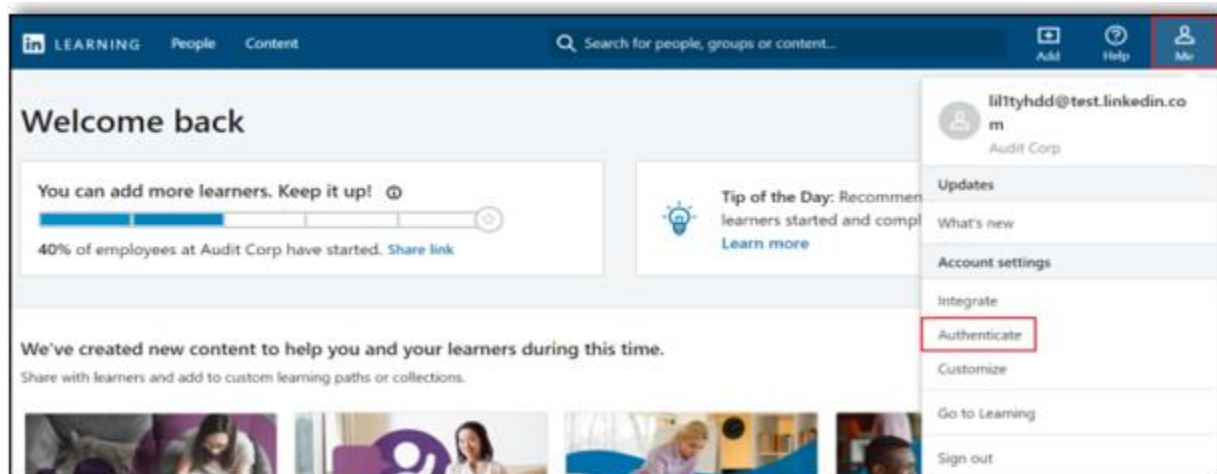 in LEARNING People Content Search for people, groups or content... Add Help Me
lil1tyhdd@test.linkedin.co
m
Audit Corp
Welcome back
You can add more learners. Keep it up!
40% of employees at Audit Corp have started. Share link
Tip of the Day: Recommen
learners started and compl
Learn more
Updates
What's new
Account settings
Integrate
Authenticate
Customize
Go to Learning
Sign out
We've created new content to help you and your learners during this time.
Share with learners and add to custom learning paths or collections.